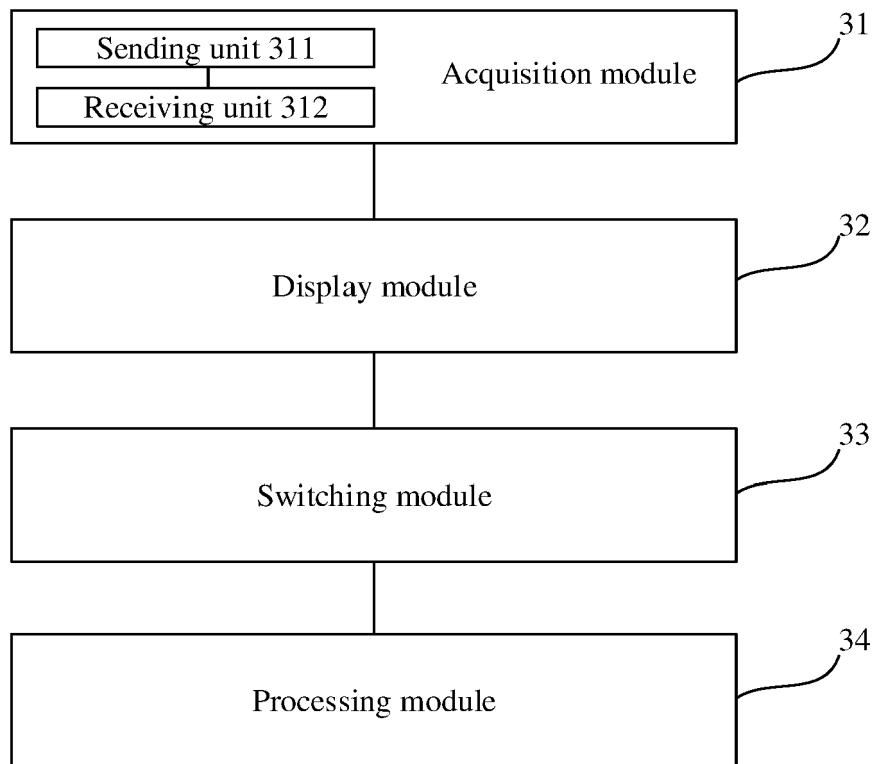 31
Sending unit 311
Acquisition module
Receiving unit 312
32
Display module
33
Switching module
34
Processing module